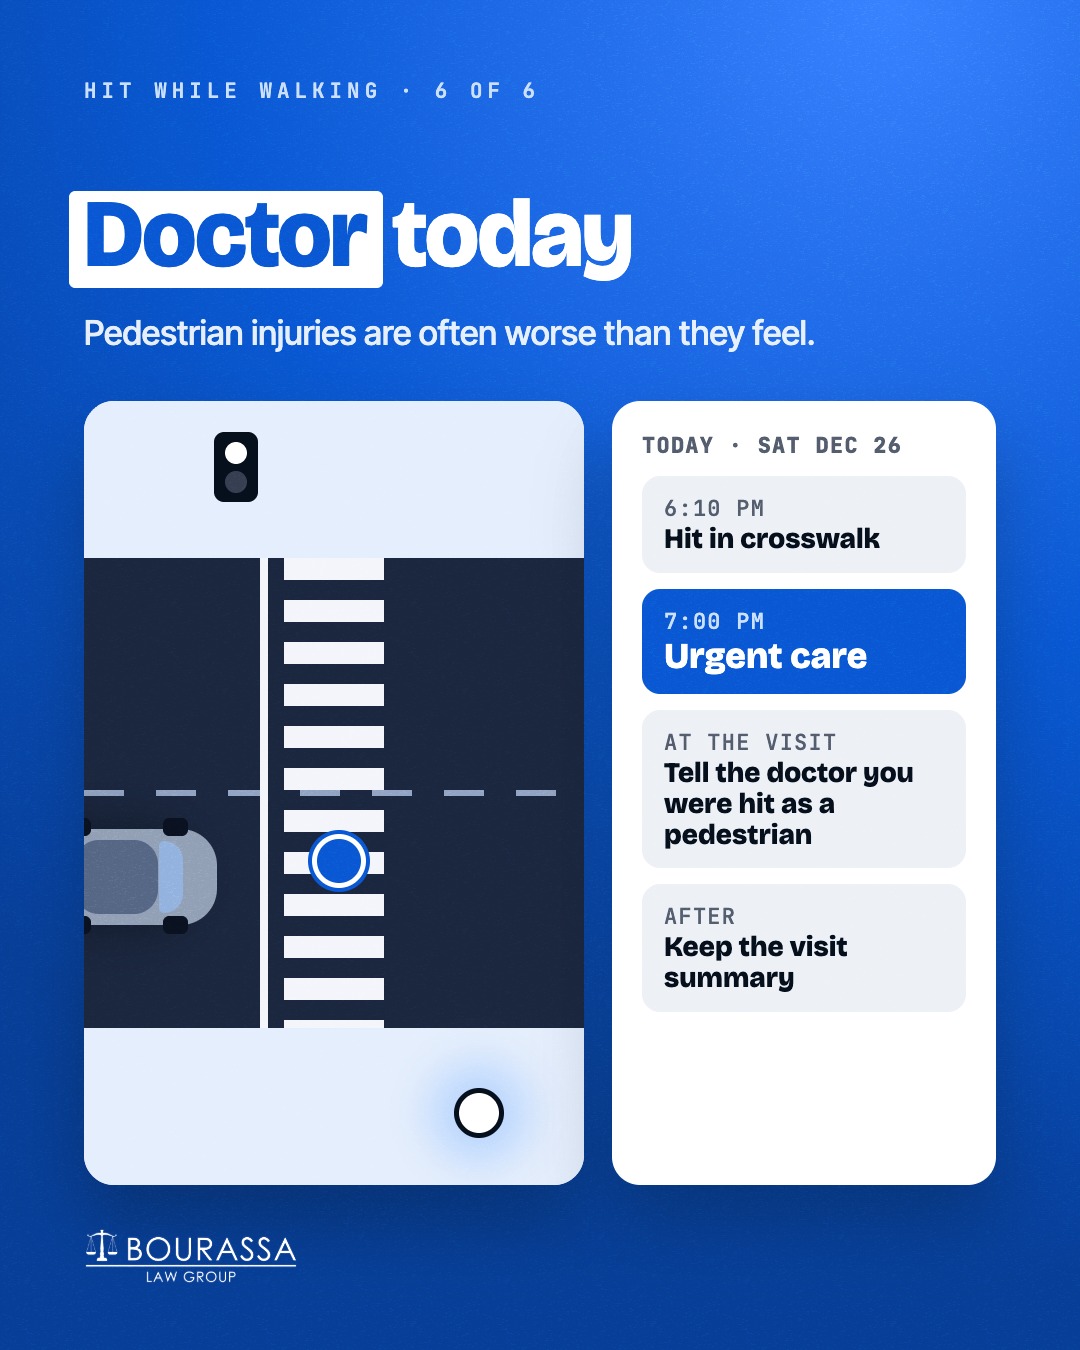 HIT WHILE WALKING · 6 OF 6
Doctor today
Pedestrian injuries are often worse than they feel.
TODAY · SAT DEC 26
6:10 PM
Hit in crosswalk
7:00 PM
Urgent care
AT THE VISIT
Tell the doctor you
were hit as a
pedestrian
AFTER
Keep the visit
summary
BOURASSA
LAW GROUP